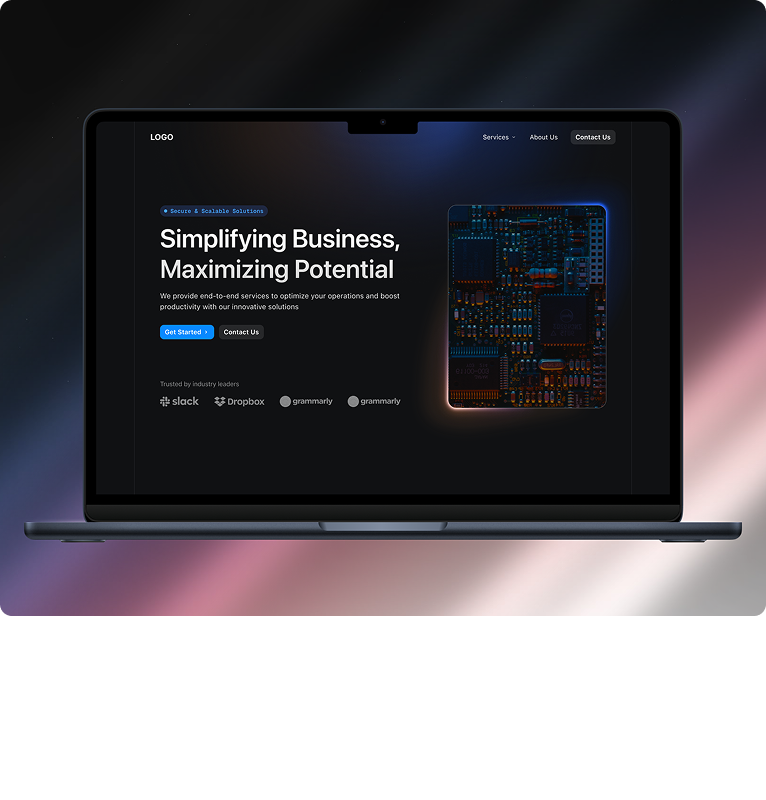 LOGO
Services
About Us
Contact Us
Secure & Scalable Solutions
Simplifying Business,
Maximizing Potential
We provide end-to-end services to optimize your operations and boost
productivity with our innovative solutions
Get Started
Contact Us
Trusted by industry leaders
slack
Dropbox
grammarly
grammarly